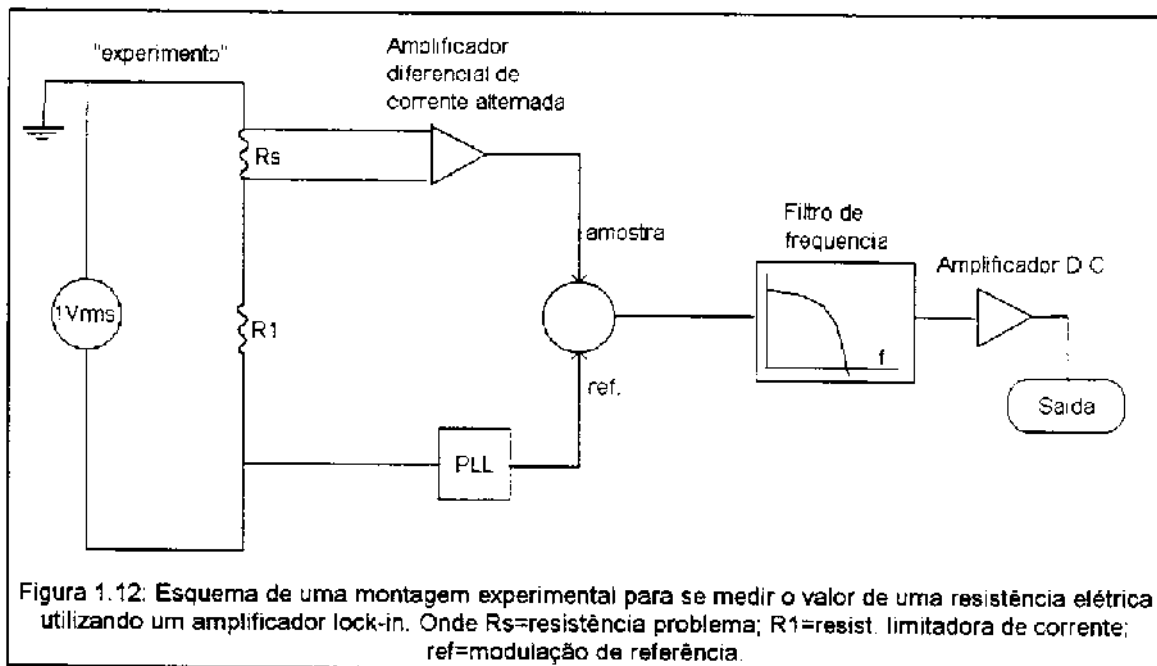 "experimento"
Amplificador
diferencial de
corrente alternada
Rs
amostra
Filtro de
frequencia
Amplificador D C
1Vrms
R1
f
ref.
Saida
PLL
Figura 1.12: Esquema de uma montagem experimental para se medir o valor de uma resistência elétrica
utilizando um amplificador lock-in. Onde Rs=resistência problema; R1=resist. limitadora de corrente;
ref=modulação de referência.